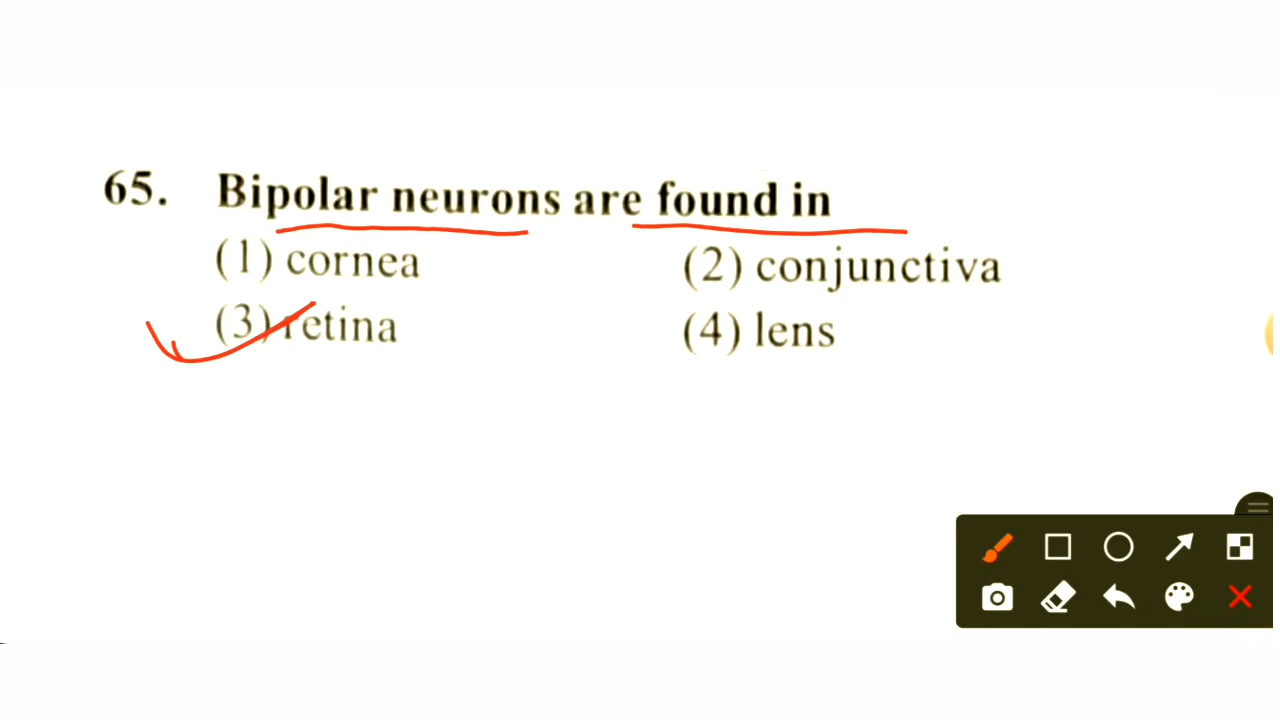 65. Bipolar neurons are found in
(1) cornea (2) conjunctiva
(3) retina (4) lens